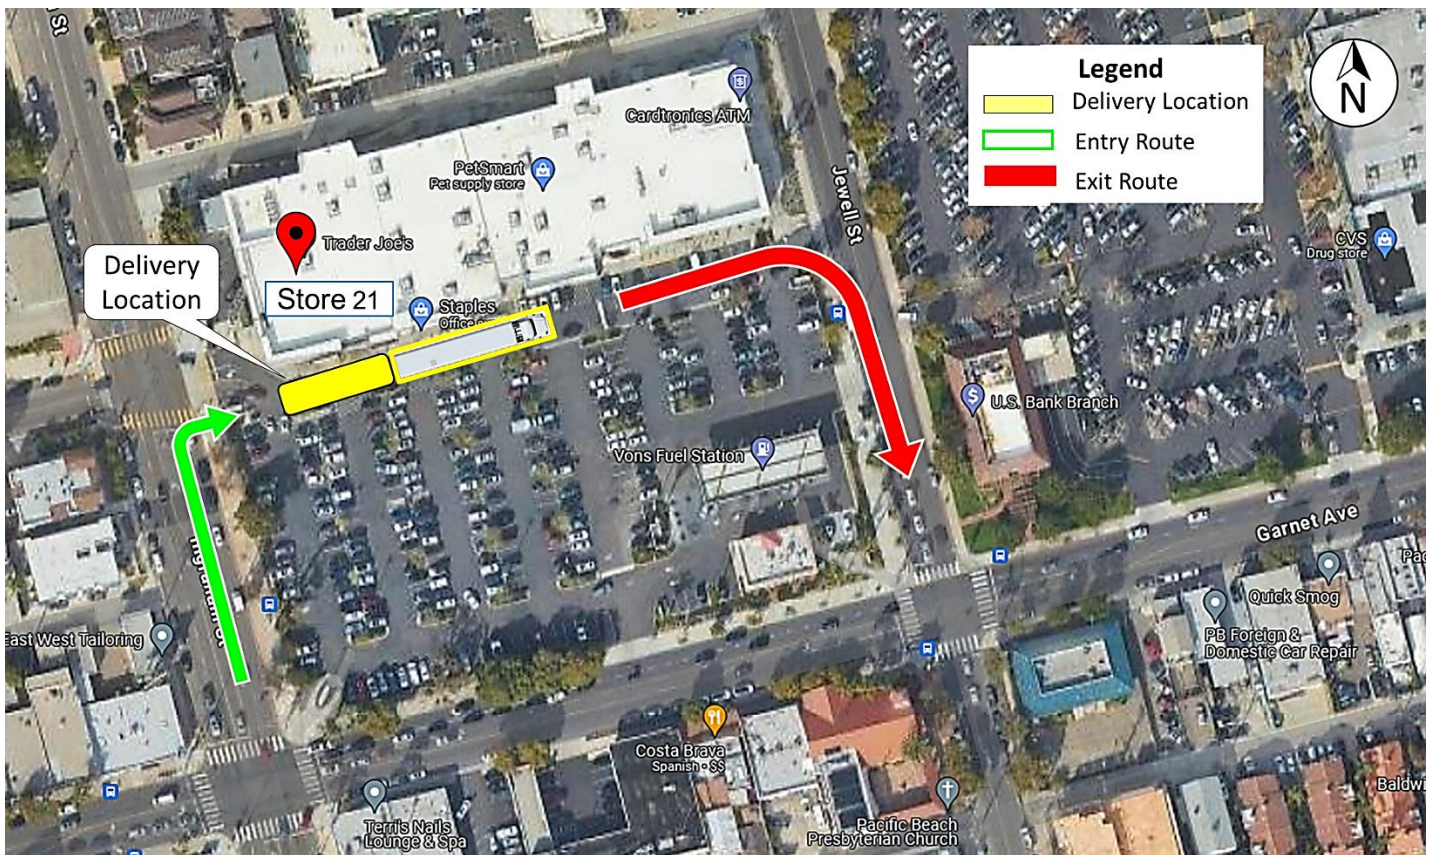 St
Cardtronics ATM
PetSmart
Pet supply store
Trader Joe's
Store 21
Delivery
Location
Staples
Jewell St
Legend
Delivery Location
Entry Route
Exit Route
N
CVS
Drug store
U.S. Bank Branch
Vons Fuel Station
Garnet Ave
Quick Smog
PB Foreign &
Domestic Car Repair
East West Tailoring
Costa Brava
Spanish · $$
Terri's Nails
Lounge & Spa
Pacific Beach
Presbyterian Church